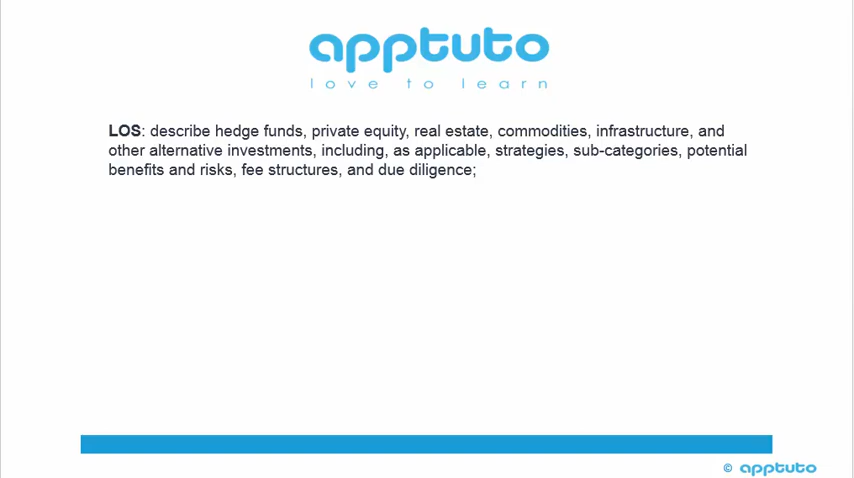 apptuto
love to learn
LOS: describe hedge funds, private equity, real estate, commodities, infrastructure, and
other alternative investments, including, as applicable, strategies, sub-categories, potential
benefits and risks, fee structures, and due diligence;
© apptuto